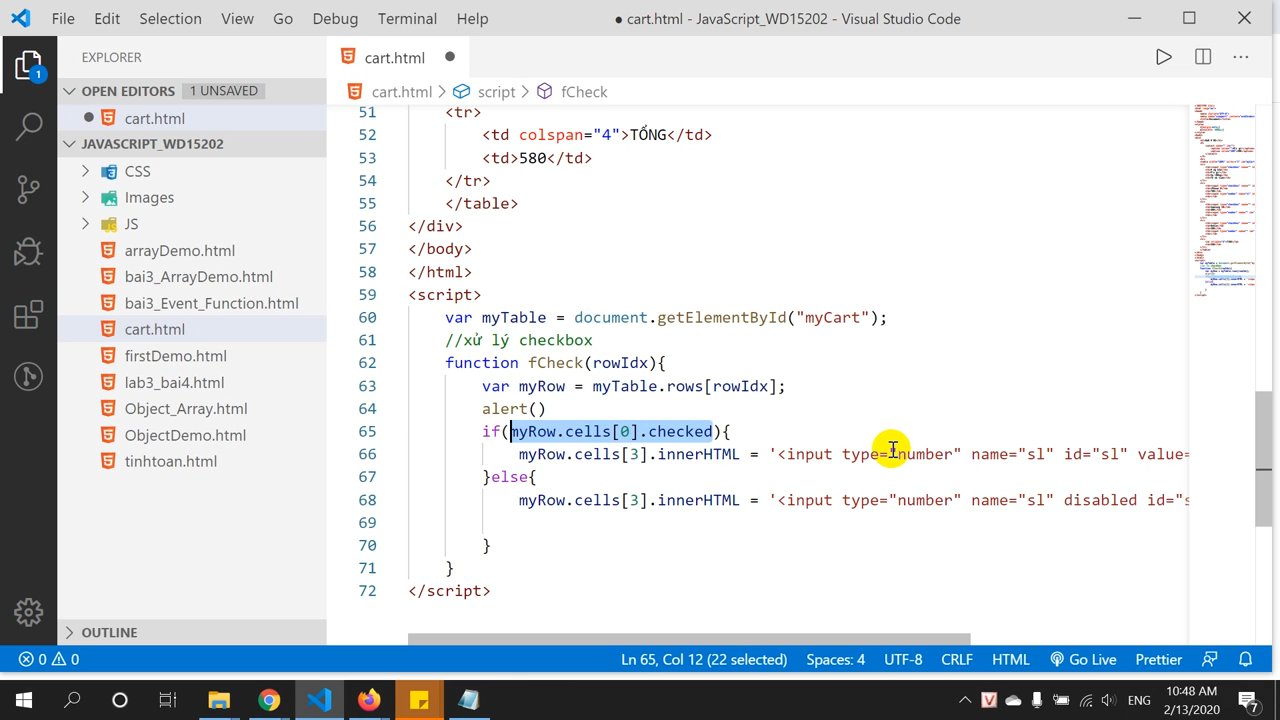 File Edit Selection View Go Debug Terminal Help
● cart.html - JavaScript_WD15202 - Visual Studio Code
EXPLORER
OPEN EDITORS 1 UNSAVED
cart.html
JAVASCRIPT_WD15202
CSS
Images
JS
arrayDemo.html
bai3_ArrayDemo.html
bai3_Event_Function.html
cart.html
firstDemo.html
lab3_bai4.html
Object_Array.html
ObjectDemo.html
tinhtoan.html
OUTLINE
1
cart.html ●
cart.html > script > fCheck
51 <tr>
52 <td colspan="4">TỔNG</td>
53 <td>580</td>
54 </tr>
55 </table>
56 </div>
57 </body>
58 </html>
59 <script>
60 var myTable = document.getElementById("myCart");
61 //xử lý checkbox
62 function fCheck(rowIdx){
63 var myRow = myTable.rows[rowIdx];
64 alert()
65 if(myRow.cells[0].checked){
66 myRow.cells[3].innerHTML = '<input type="number" name="sl" id="sl" value=
67 }else{
68 myRow.cells[3].innerHTML = '<input type="number" name="sl" disabled id="s
69
70 }
71 }
72 </script>
0 0 Ln 65, Col 12 (22 selected) Spaces: 4 UTF-8 CRLF HTML Go Live Prettier
ENG 10:48 AM
2/13/2020 7